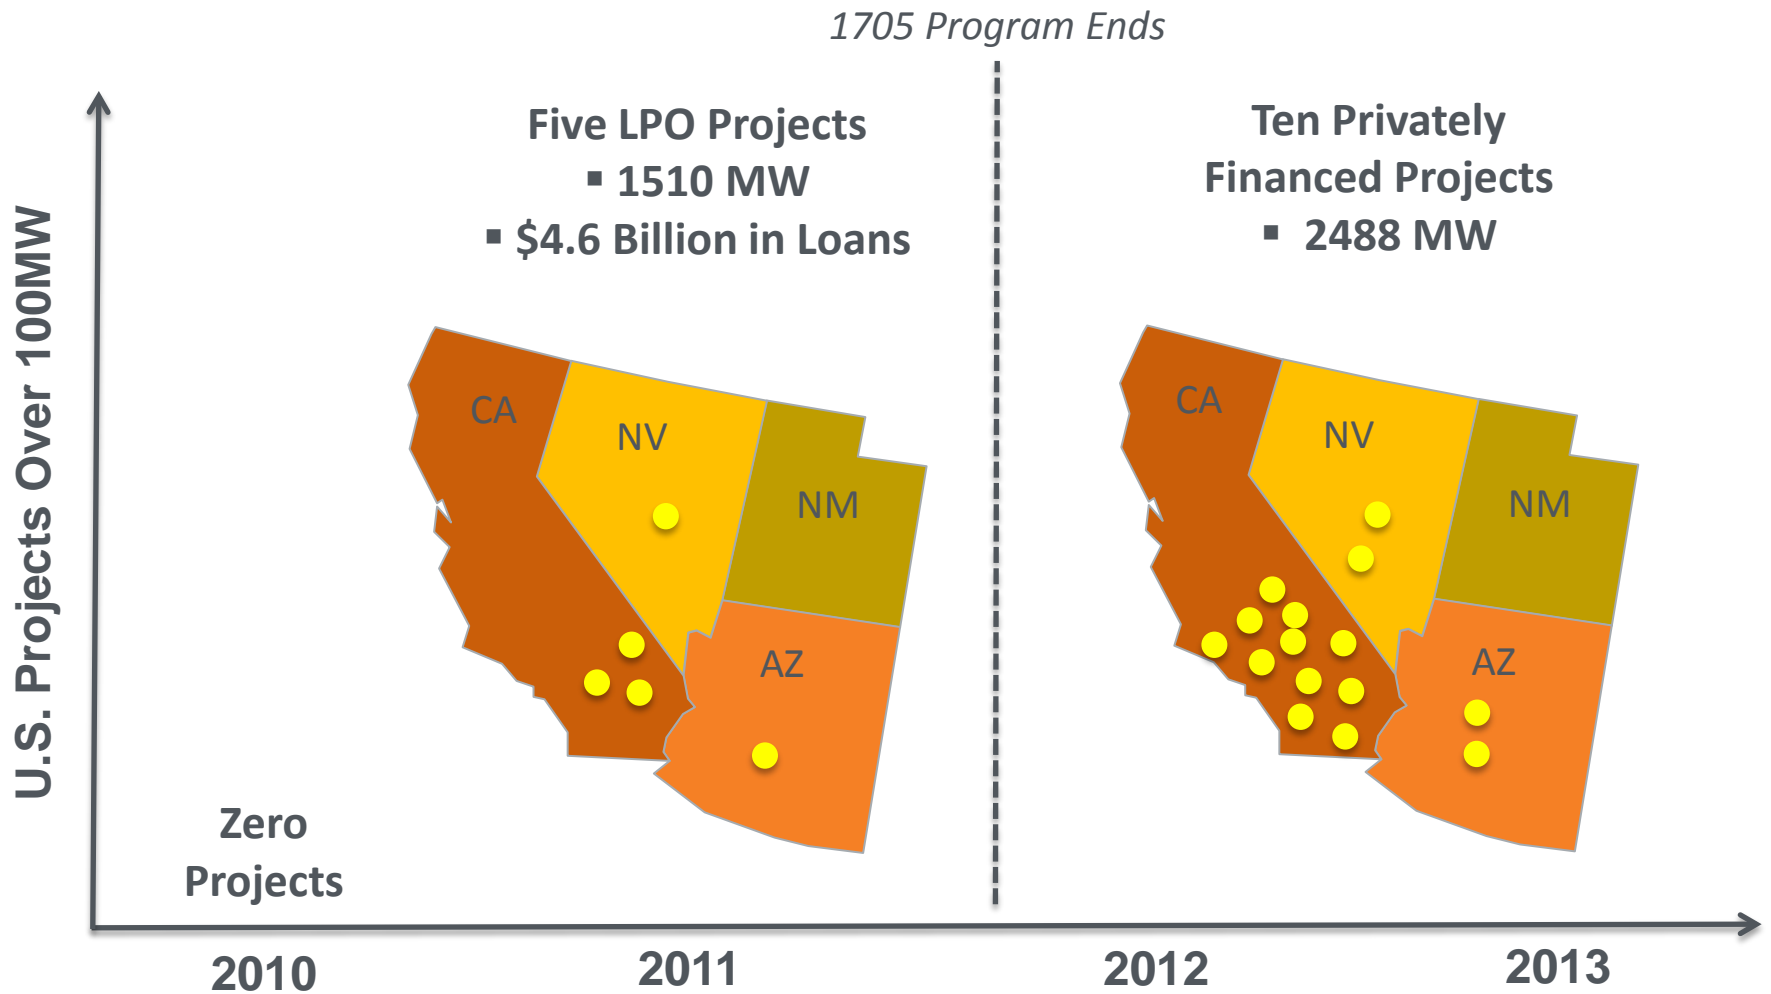 1705 Program Ends
U.S. Projects Over 100MW
Five LPO Projects
▪ 1510 MW
▪ $4.6 Billion in Loans
Ten Privately
Financed Projects
▪ 2488 MW
CA
NV
NM
AZ
CA
NV
NM
AZ
Zero
Projects
2010
2011
2012
2013